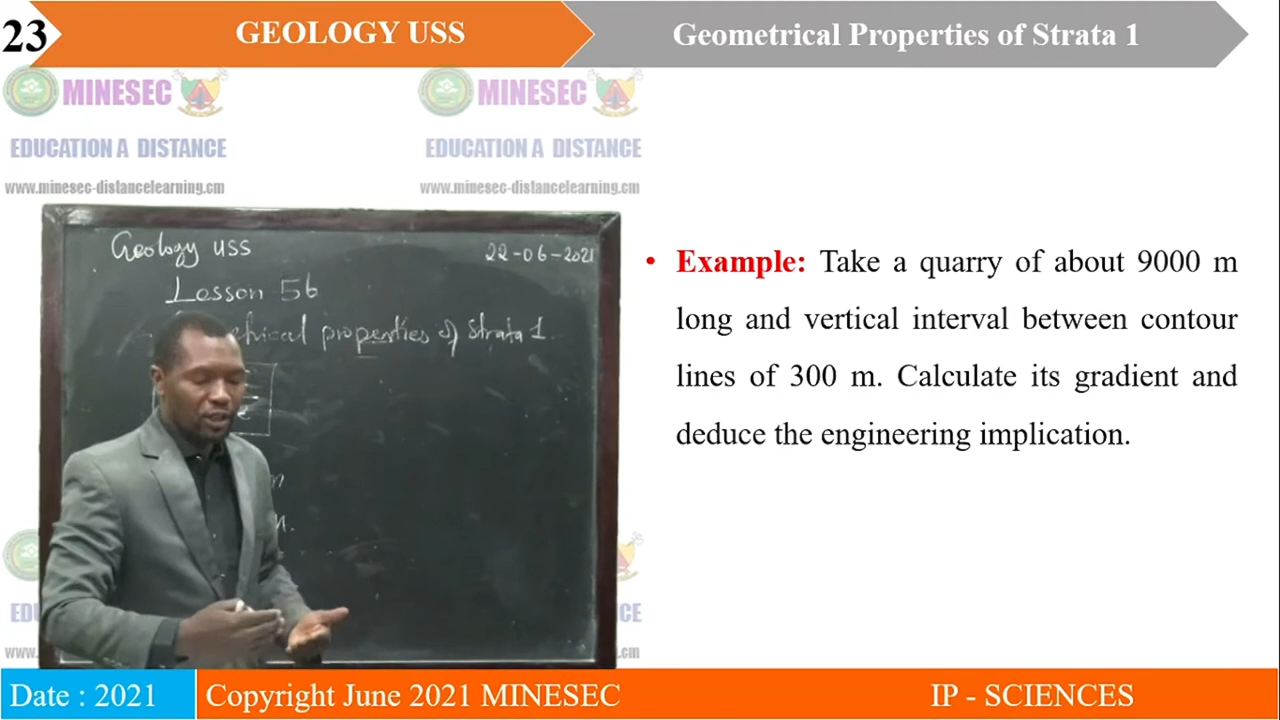 23
GEOLOGY USS
Geometrical Properties of Strata 1
MINESEC
MINESEC
EDUCATION A DISTANCE
EDUCATION A DISTANCE
www.minesec-distancelearning.cm
www.minesec-distancelearning.cm
Geology USS
22-06-2021
Lesson 56
properties of Strata 1.
• Example: Take a quarry of about 9000 m
long and vertical interval between contour
lines of 300 m. Calculate its gradient and
deduce the engineering implication.
Date : 2021
Copyright June 2021 MINESEC
IP - SCIENCES